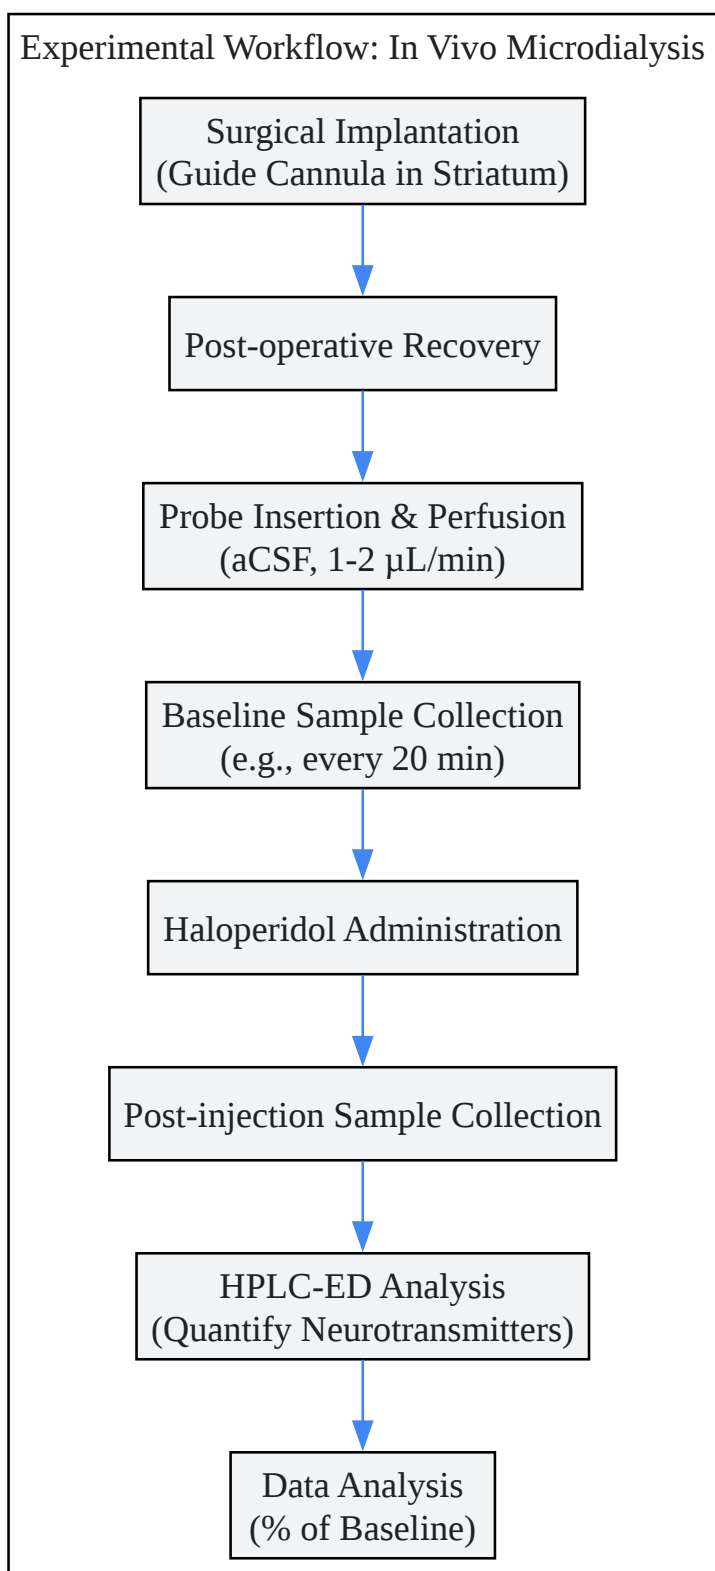 Experimental Workflow: In Vivo Microdialysis
Surgical Implantation
(Guide Cannula in Striatum)
Post-operative Recovery
Probe Insertion & Perfusion
(aCSF, 1-2 µL/min)
Baseline Sample Collection
(e.g., every 20 min)
Haloperidol Administration
Post-injection Sample Collection
HPLC-ED Analysis
(Quantify Neurotransmitters)
Data Analysis
(% of Baseline)